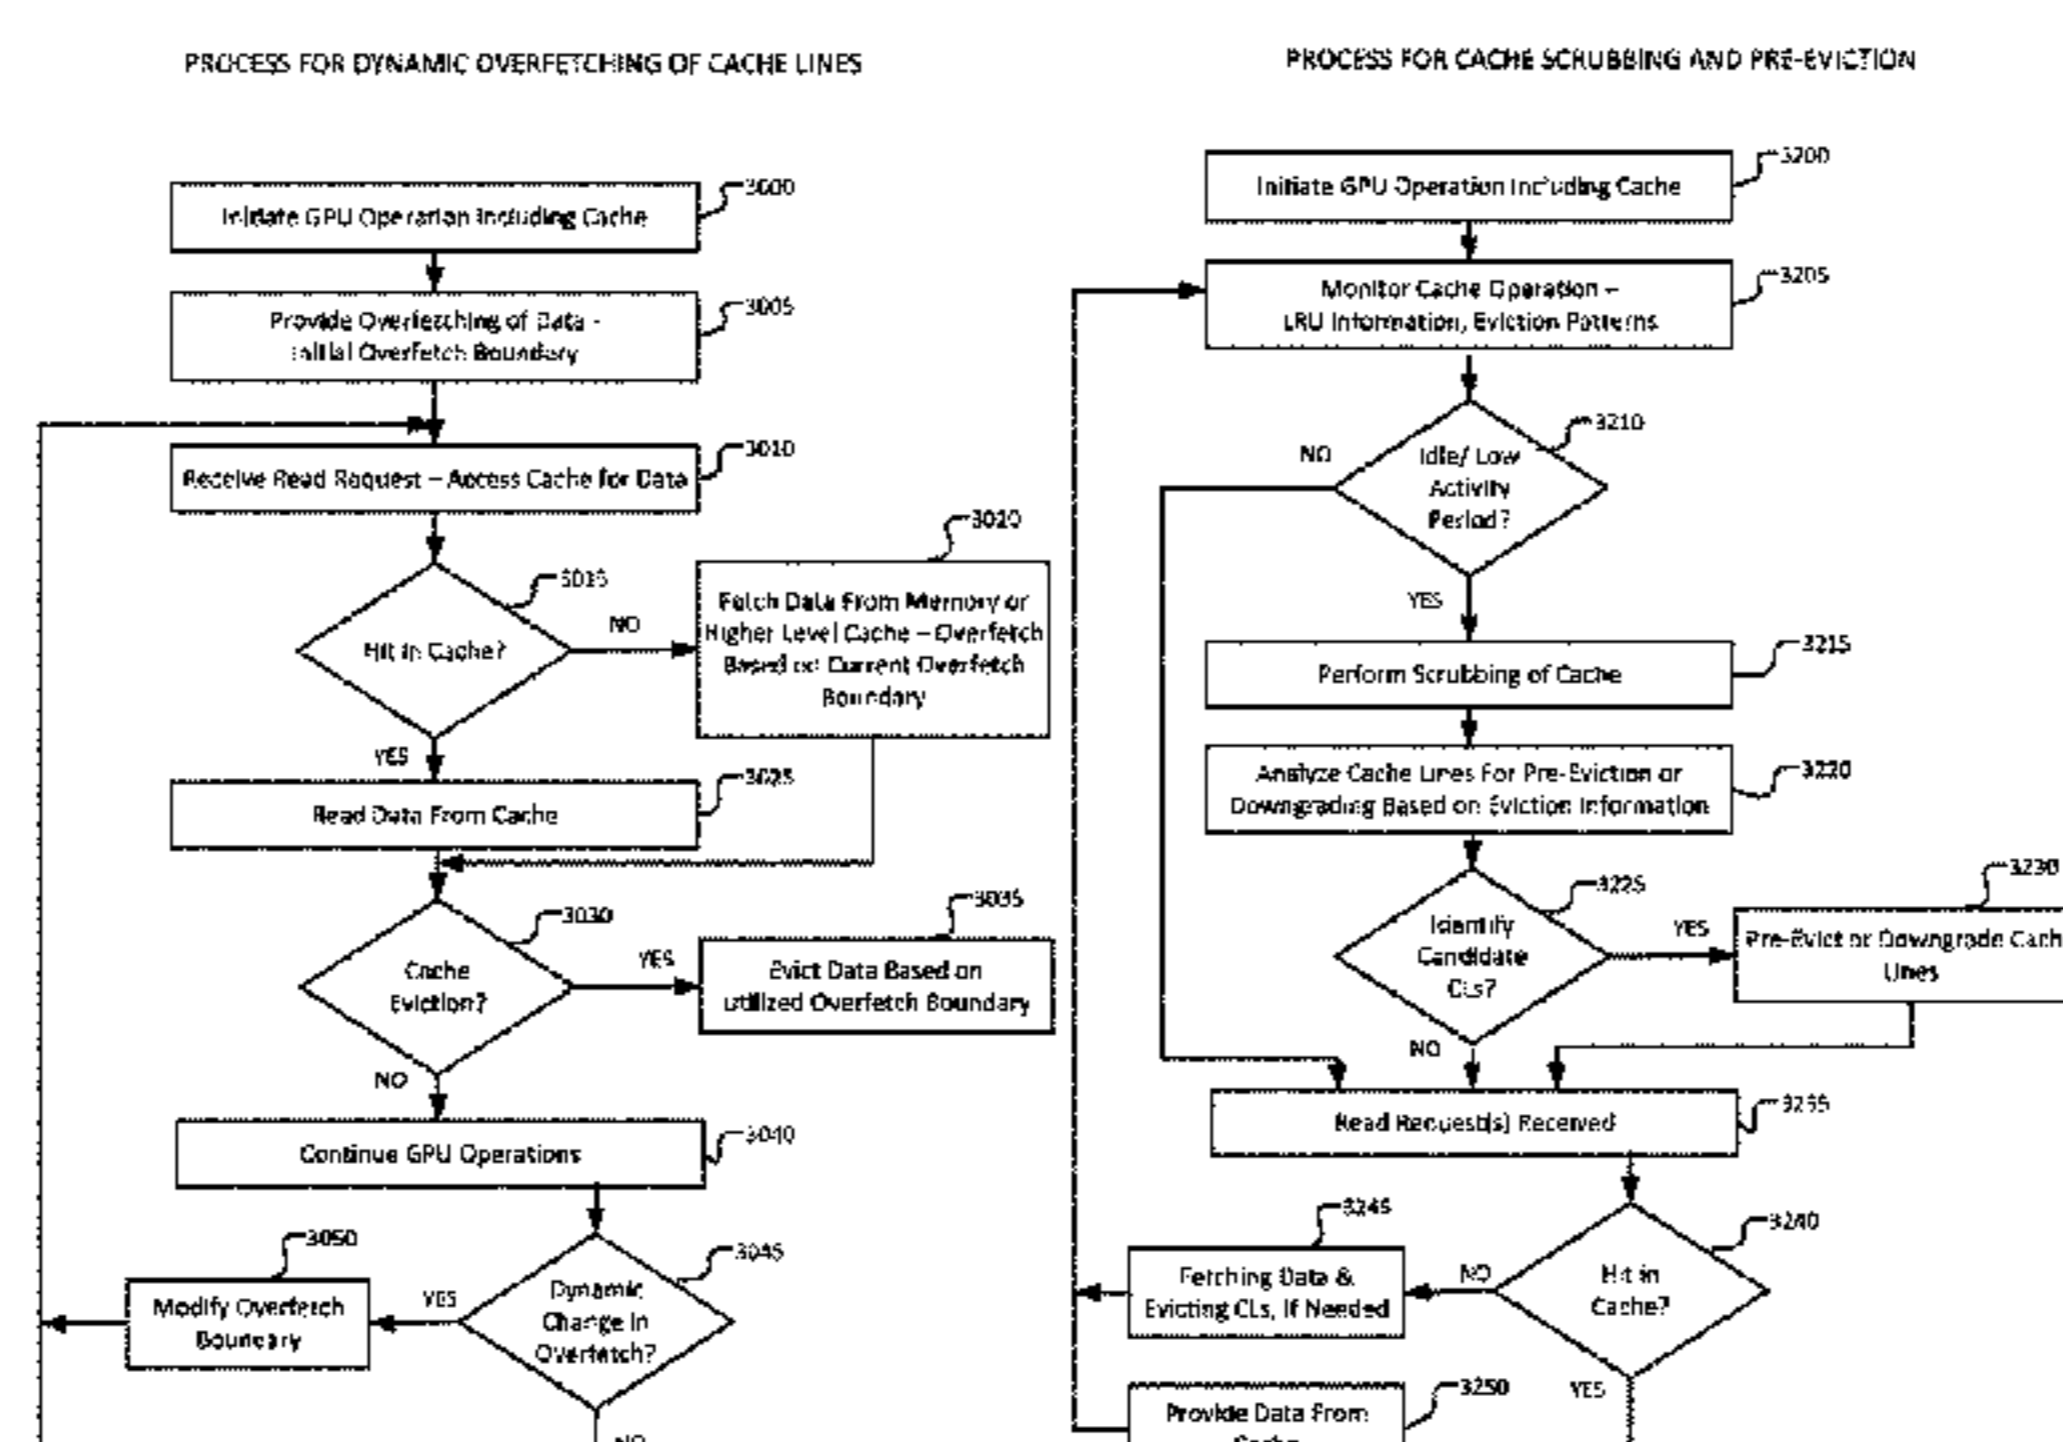 PROCESS FOR DYNAMIC OVERFETCHING OF CACHE LINES
3000
Initiate GPU Operation Including Cache
3005
Provide Overfetching of Data -
Initial Overfetch Boundary
3010
Receive Read Request – Access Cache for Data
3015
Hit in Cache?
NO
YES
3020
Fetch Data From Memory or
Higher Level Cache – Overfetch
Based on Current Overfetch
Boundary
3025
Read Data From Cache
3030
Cache
Eviction?
YES
NO
3035
Evict Data Based on
Utilized Overfetch Boundary
3040
Continue GPU Operations
3045
Dynamic
Change in
Overfetch?
YES
NO
3050
Modify Overfetch
Boundary
PROCESS FOR CACHE SCRUBBING AND PRE-EVICTION
3200
Initiate GPU Operation Including Cache
3205
Monitor Cache Operation –
LRU Information, Eviction Patterns
3210
Idle/ Low
Activity
Period?
NO
YES
3215
Perform Scrubbing of Cache
3220
Analyze Cache Lines for Pre-Eviction or
Downgrading Based on Eviction Information
3225
Identify
Candidate
CLs?
YES
NO
3230
Pre-Evict or Downgrade Cach
Lines
3235
Read Request(s) Received
3240
Hit in
Cache?
NO
YES
3245
Fetching Data &
Evicting CLs, If Needed
3250
Provide Data From